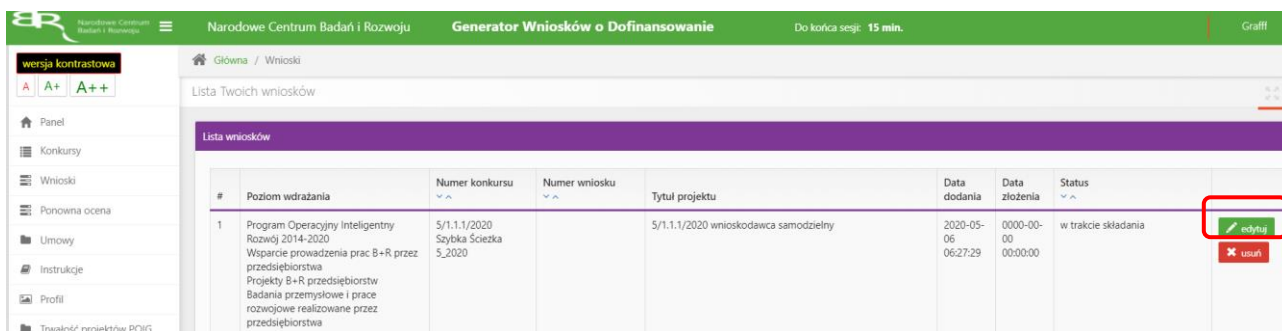 Narodowe Centrum
Badań i Rozwoju
Narodowe Centrum Badań i Rozwoju
Generator Wniosków o Dofinansowanie
Do końca sesji: 15 min.
Grafff
wersja kontrastowa
A A+ A++
Główna / Wnioski
Lista Twoich wniosków
Panel
Konkursy
Wnioski
Ponowna ocena
Umowy
Instrukcje
Profil
Trwałość projektów POIG
Lista wniosków
# Poziom wdrażania Numer konkursu Numer wniosku Tytuł projektu Data dodania Data złożenia Status
1
Program Operacyjny Inteligentny
Rozwój 2014-2020
Wsparcie prowadzenia prac B+R przez
przedsiębiorstwa
Projekty B+R przedsiębiorstw
Badania przemysłowe i prace
rozwojowe realizowane przez
przedsiębiorstwa
5/1.1.1/2020
Szybka Ścieżka
5_2020
5/1.1.1/2020 wnioskodawca samodzielny
2020-05-
06
06:27:29
0000-00-
00
00:00:00
w trakcie składania
edytuj
usuń